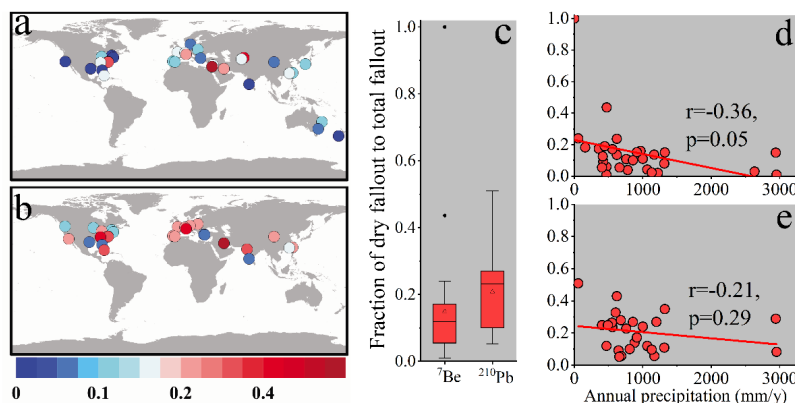 a
b
0 0.1 0.2 0.4
c
Fraction of dry fallout to total fallout
1.0
0.8
0.6
0.4
0.2
0.0
⁷Be ²¹⁰Pb
d
1.0
0.8
0.6
0.4
0.2
0.0
r=-0.36,
p=0.05
0 1000 2000 3000
e
1.0
0.8
0.6
0.4
0.2
0.0
r=-0.21,
p=0.29
0 1000 2000 3000
Annual precipitation (mm/y)